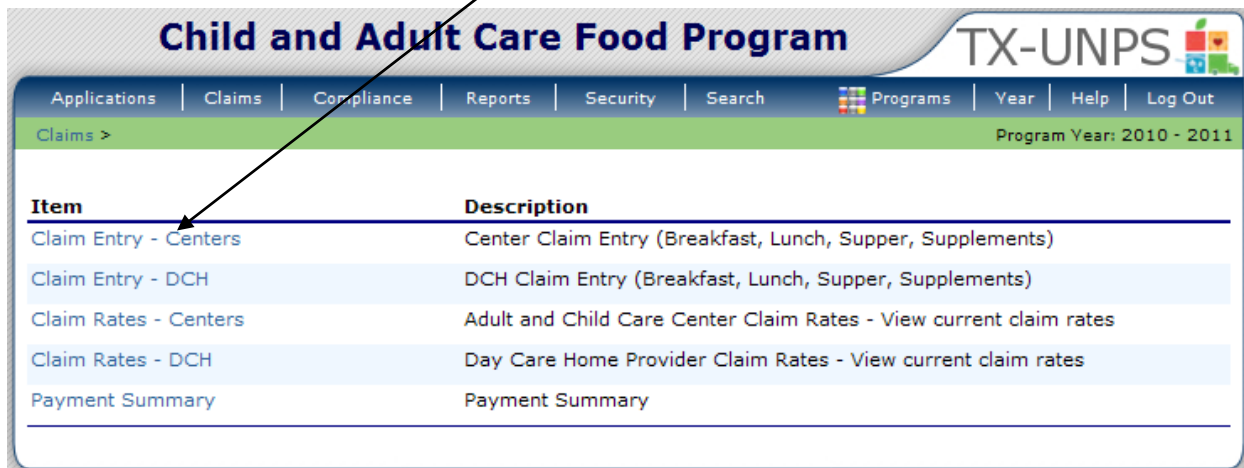 Child and Adult Care Food Program
TX-UNPS
Applications | Claims | Compliance | Reports | Security | Search Programs | Year | Help | Log Out
Claims > Program Year: 2010 - 2011
Item Description
Claim Entry - Centers Center Claim Entry (Breakfast, Lunch, Supper, Supplements)
Claim Entry - DCH DCH Claim Entry (Breakfast, Lunch, Supper, Supplements)
Claim Rates - Centers Adult and Child Care Center Claim Rates - View current claim rates
Claim Rates - DCH Day Care Home Provider Claim Rates - View current claim rates
Payment Summary Payment Summary